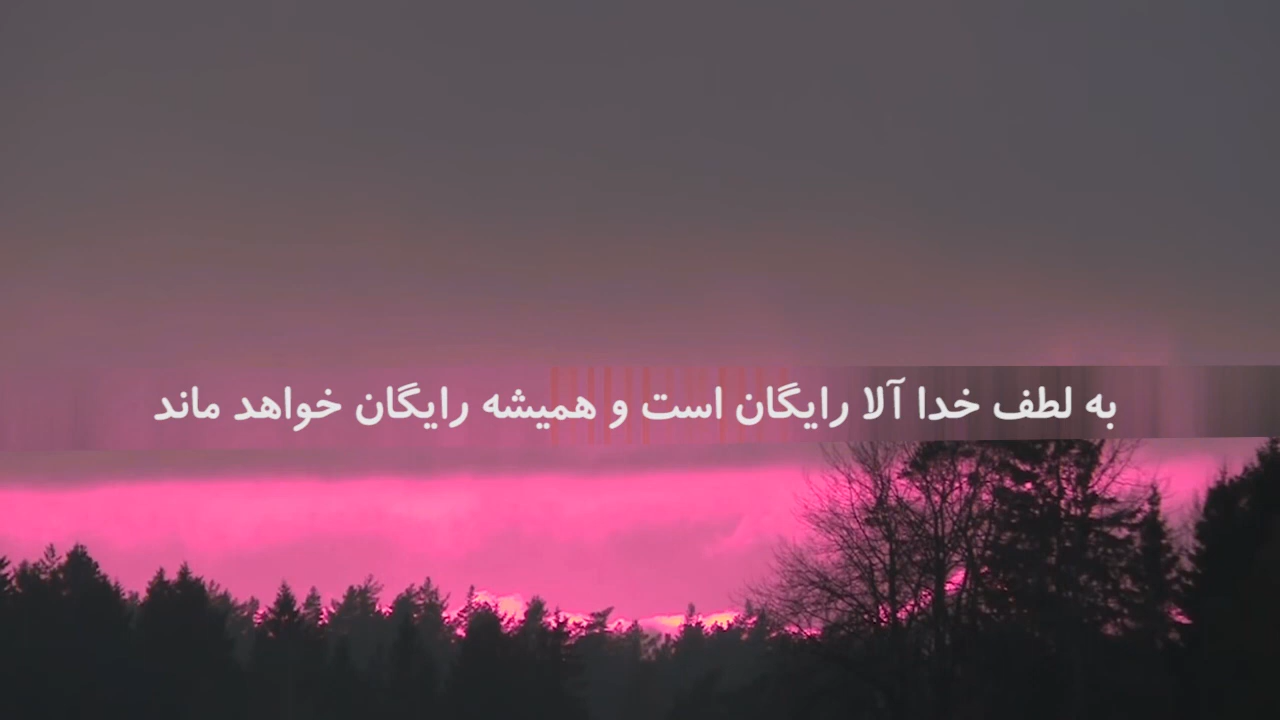 به لطف خدا آلا رایگان است و همیشه رایگان خواهد ماند